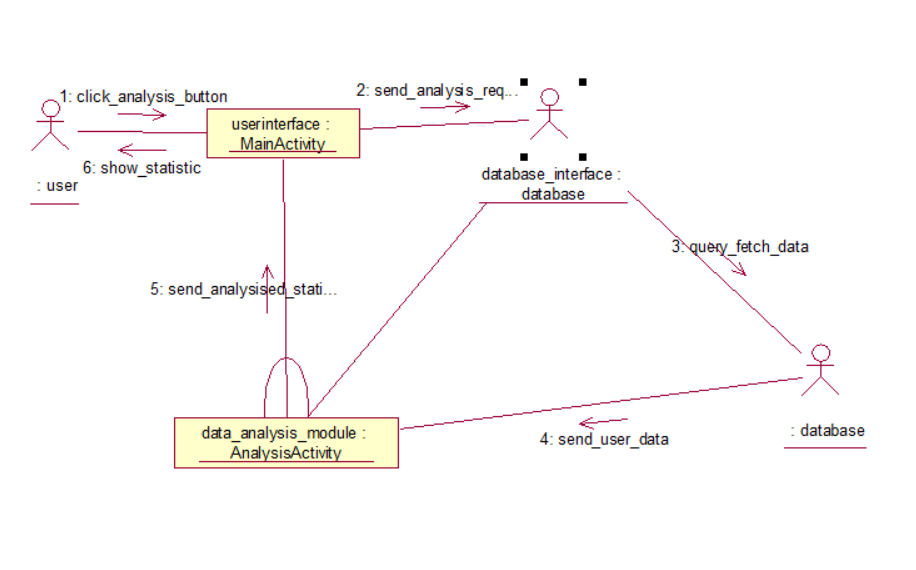 1: click_analysis_button
2: send_analysis_req...
userinterface :
MainActivity
6: show_statistic
: user
database_interface :
database
3: query_fetch_data
5: send_analysised_stati...
data_analysis_module :
AnalysisActivity
4: send_user_data
: database